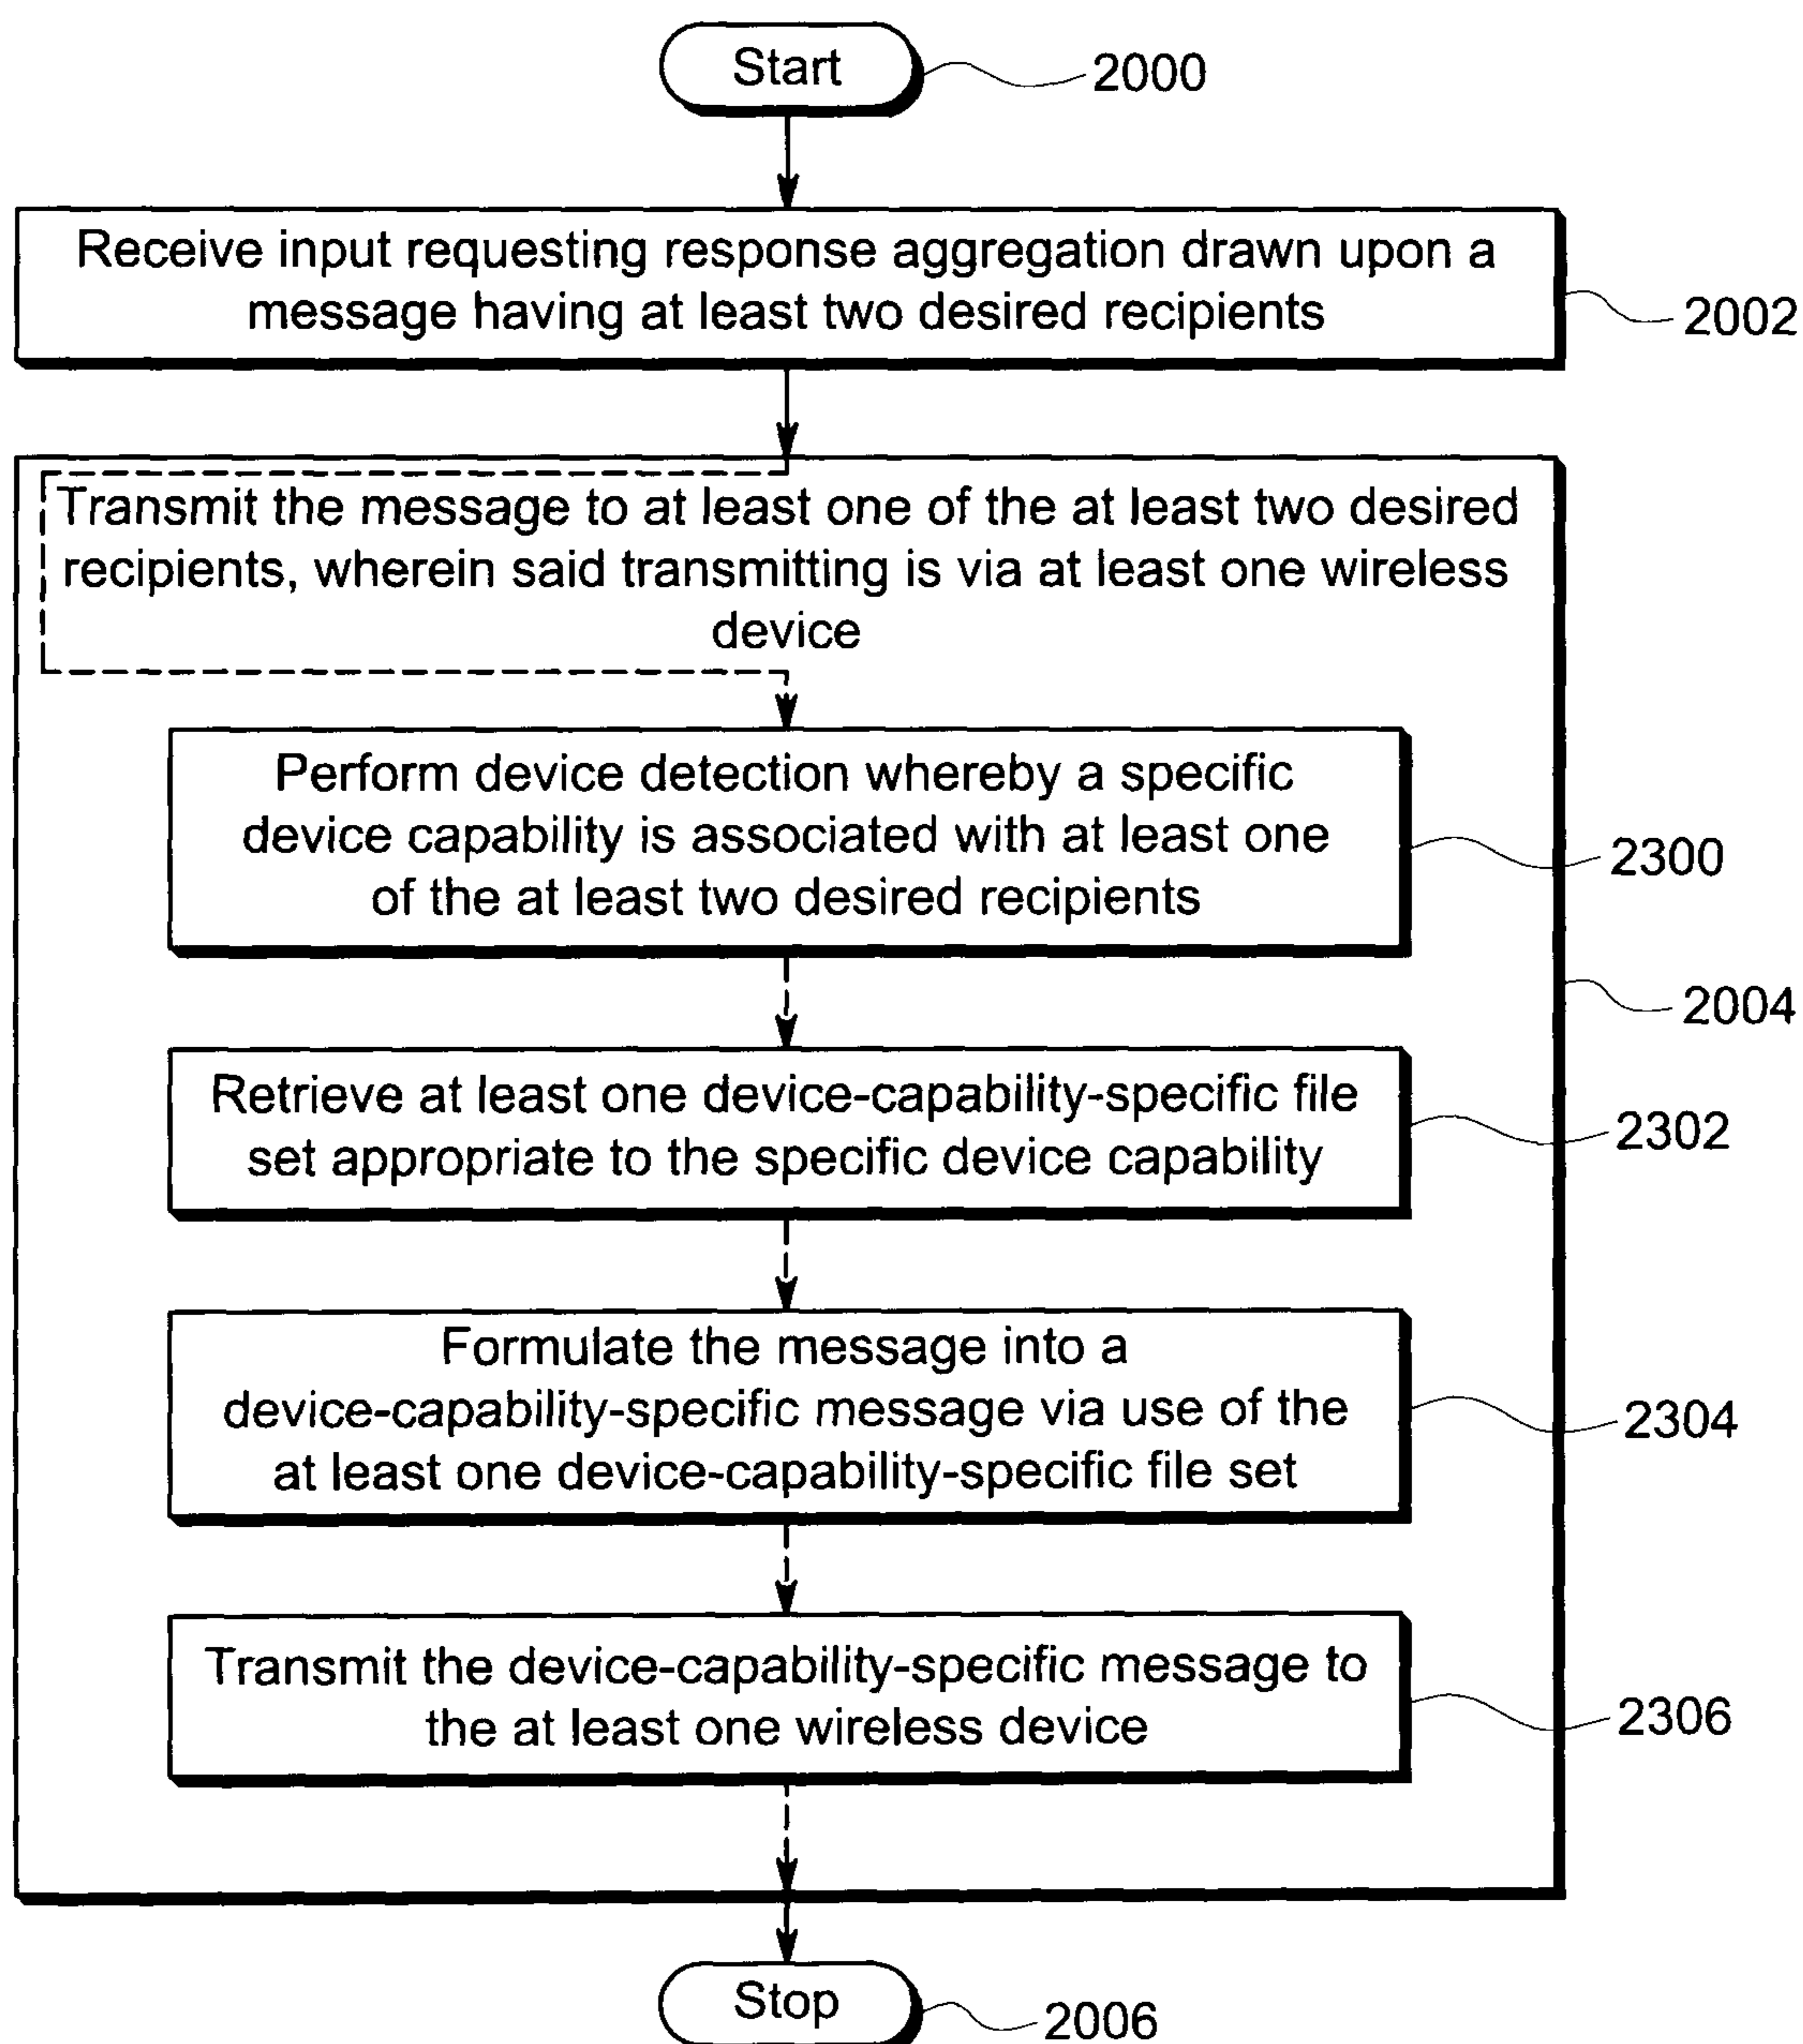 Start
2000
Receive input requesting response aggregation drawn upon a
message having at least two desired recipients
2002
Transmit the message to at least one of the at least two desired
recipients, wherein said transmitting is via at least one wireless
device
Perform device detection whereby a specific
device capability is associated with at least one
of the at least two desired recipients
2300
2004
Retrieve at least one device-capability-specific file
set appropriate to the specific device capability
2302
Formulate the message into a
device-capability-specific message via use of the
at least one device-capability-specific file set
2304
Transmit the device-capability-specific message to
the at least one wireless device
2306
Stop
2006